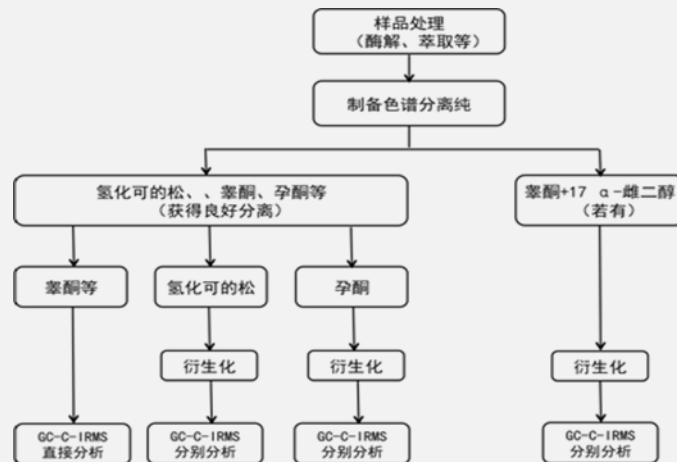 样品处理
（酶解、萃取等）
制备色谱分离纯
氢化可的松、、睾酮、孕酮等
（获得良好分离）
睾酮+17 α-雌二醇
（若有）
睾酮等
氢化可的松
孕酮
衍生化
衍生化
衍生化
GC-C-IRMS
直接分析
GC-C-IRMS
分别分析
GC-C-IRMS
分别分析
GC-C-IRMS
分别分析